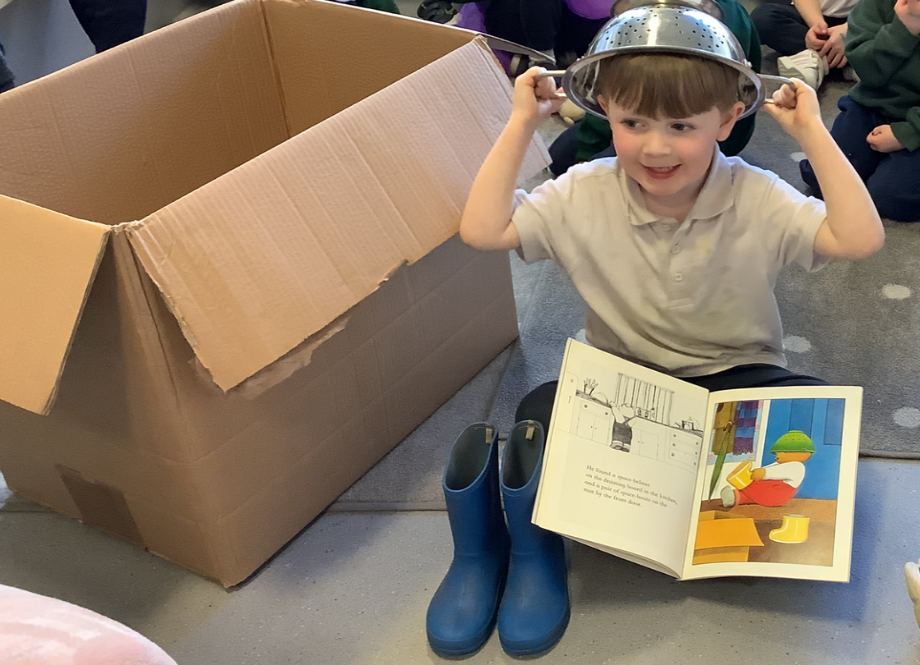 He found a space-helmet
on the draining board in the kitchen,
and a pair of space-boots on the
mat by the front door.